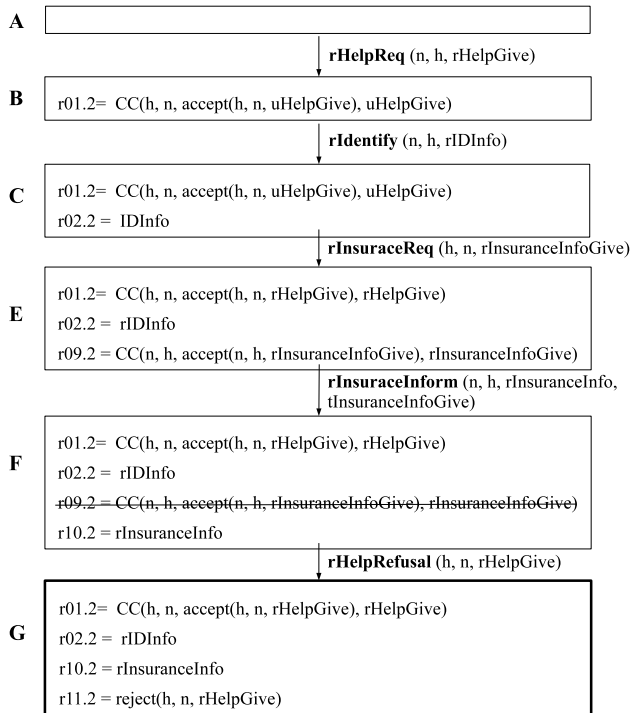 A
rHelpReq (n, h, rHelpGive)
B
r01.2= CC(h, n, accept(h, n, uHelpGive), uHelpGive)
rIdentify (n, h, rIDInfo)
C
r01.2= CC(h, n, accept(h, n, uHelpGive), uHelpGive)
r02.2 = IDInfo
rInsuraceReq (h, n, rInsuranceInfoGive)
E
r01.2= CC(h, n, accept(h, n, rHelpGive), rHelpGive)
r02.2 = rIDInfo
r09.2 = CC(n, h, accept(n, h, rInsuranceInfoGive), rInsuranceInfoGive)
rInsuraceInform (n, h, rInsuranceInfo,
tInsuranceInfoGive)
F
r01.2= CC(h, n, accept(h, n, rHelpGive), rHelpGive)
r02.2 = rIDInfo
r09.2 = CC(n, h, accept(n, h, rInsuranceInfoGive), rInsuranceInfoGive)
r10.2 = rInsuranceInfo
rHelpRefusal (h, n, rHelpGive)
G
r01.2= CC(h, n, accept(h, n, rHelpGive), rHelpGive)
r02.2 = rIDInfo
r10.2 = rInsuranceInfo
r11.2 = reject(h, n, rHelpGive)